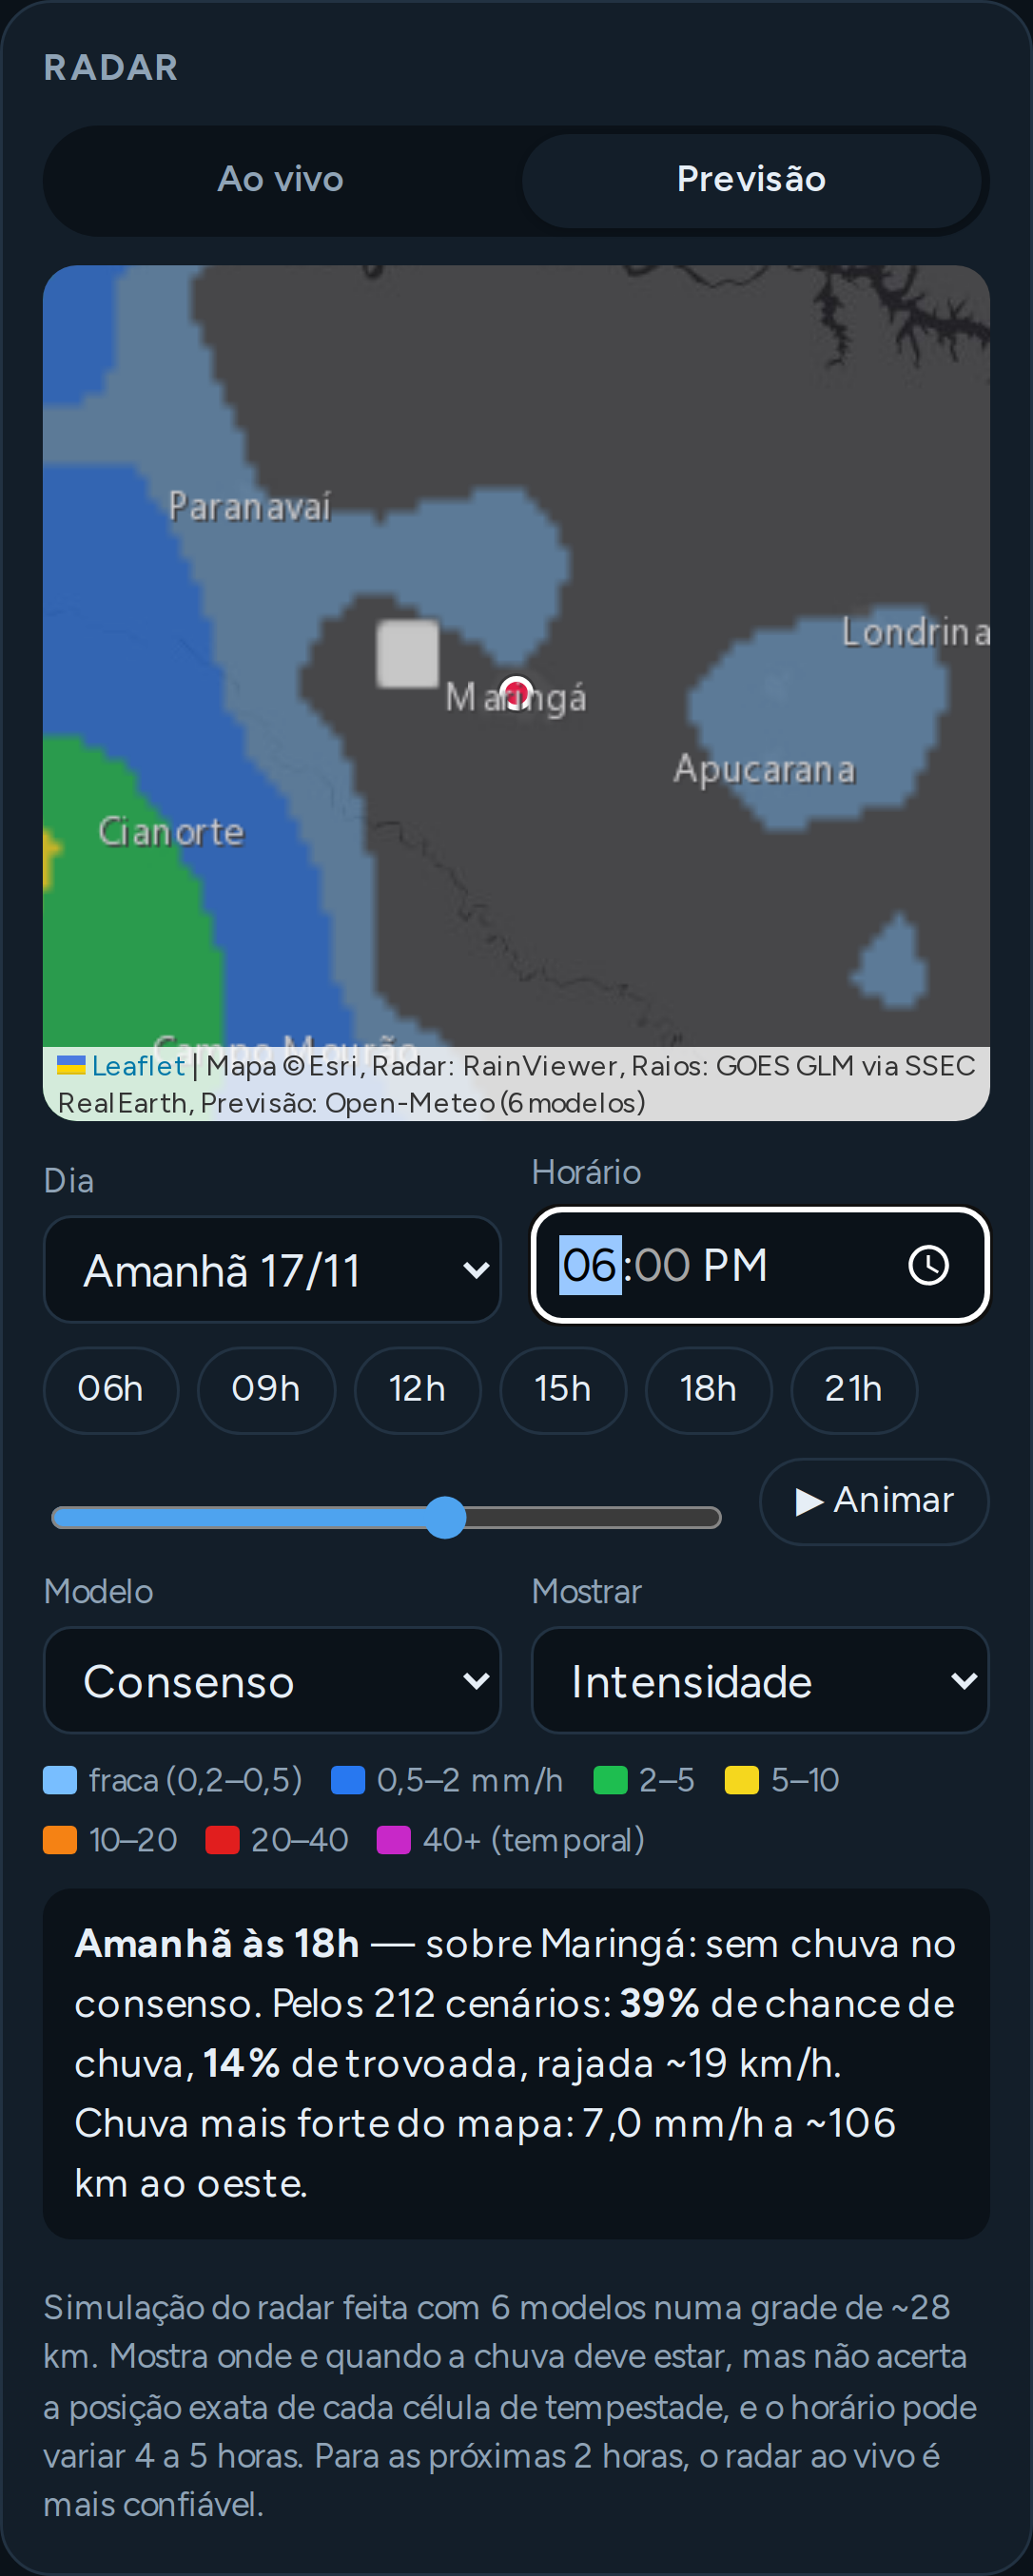 RADAR
Ao vivo
Previsão
Paranavaí
Londrina
Maringá
Apucarana
Cianorte
Campo Mourão
Leaflet | Mapa © Esri, Radar: RainViewer, Raios: GOES GLM via SSEC
RealEarth, Previsão: Open-Meteo (6 modelos)
Dia
Horário
Amanhã 17/11
06:00 PM
06h
09h
12h
15h
18h
21h
▶ Animar
Modelo
Mostrar
Consenso
Intensidade
fraca (0,2–0,5)
0,5–2 mm/h
2–5
5–10
10–20
20–40
40+ (temporal)
Amanhã às 18h — sobre Maringá: sem chuva no
consenso. Pelos 212 cenários: 39% de chance de
chuva, 14% de trovoada, rajada ~19 km/h.
Chuva mais forte do mapa: 7,0 mm/h a ~106
km ao oeste.
Simulação do radar feita com 6 modelos numa grade de ~28
km. Mostra onde e quando a chuva deve estar, mas não acerta
a posição exata de cada célula de tempestade, e o horário pode
variar 4 a 5 horas. Para as próximas 2 horas, o radar ao vivo é
mais confiável.